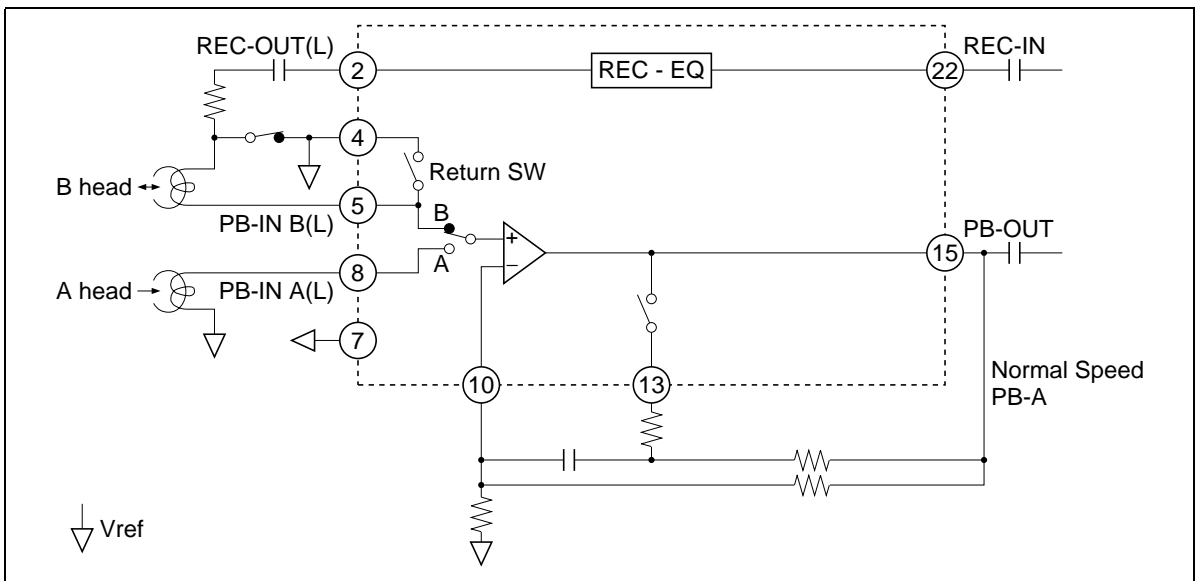 REC-OUT(L)
REC-IN
2
REC - EQ
22
4
Return SW
B head
5
PB-IN B(L)
B
+
A
−
PB-OUT
15
8
A head
PB-IN A(L)
7
10
13
Normal Speed
PB-A
Vref